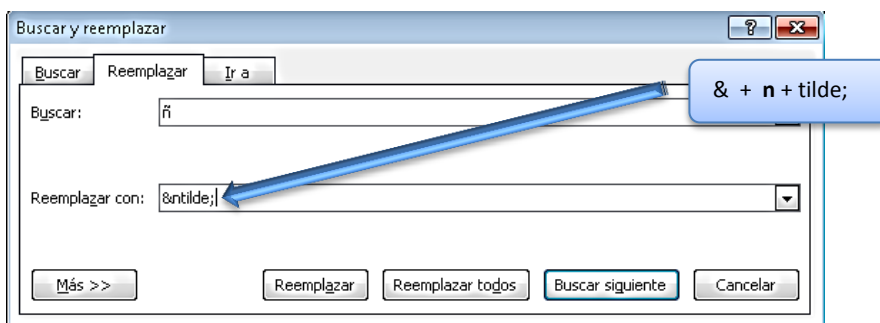 Buscar y reemplazar
Buscar Reemplazar Ir a
& + n + tilde;
Buscar: ñ
Reemplazar con: &ntilde;
Más >> Reemplazar Reemplazar todos Buscar siguiente Cancelar